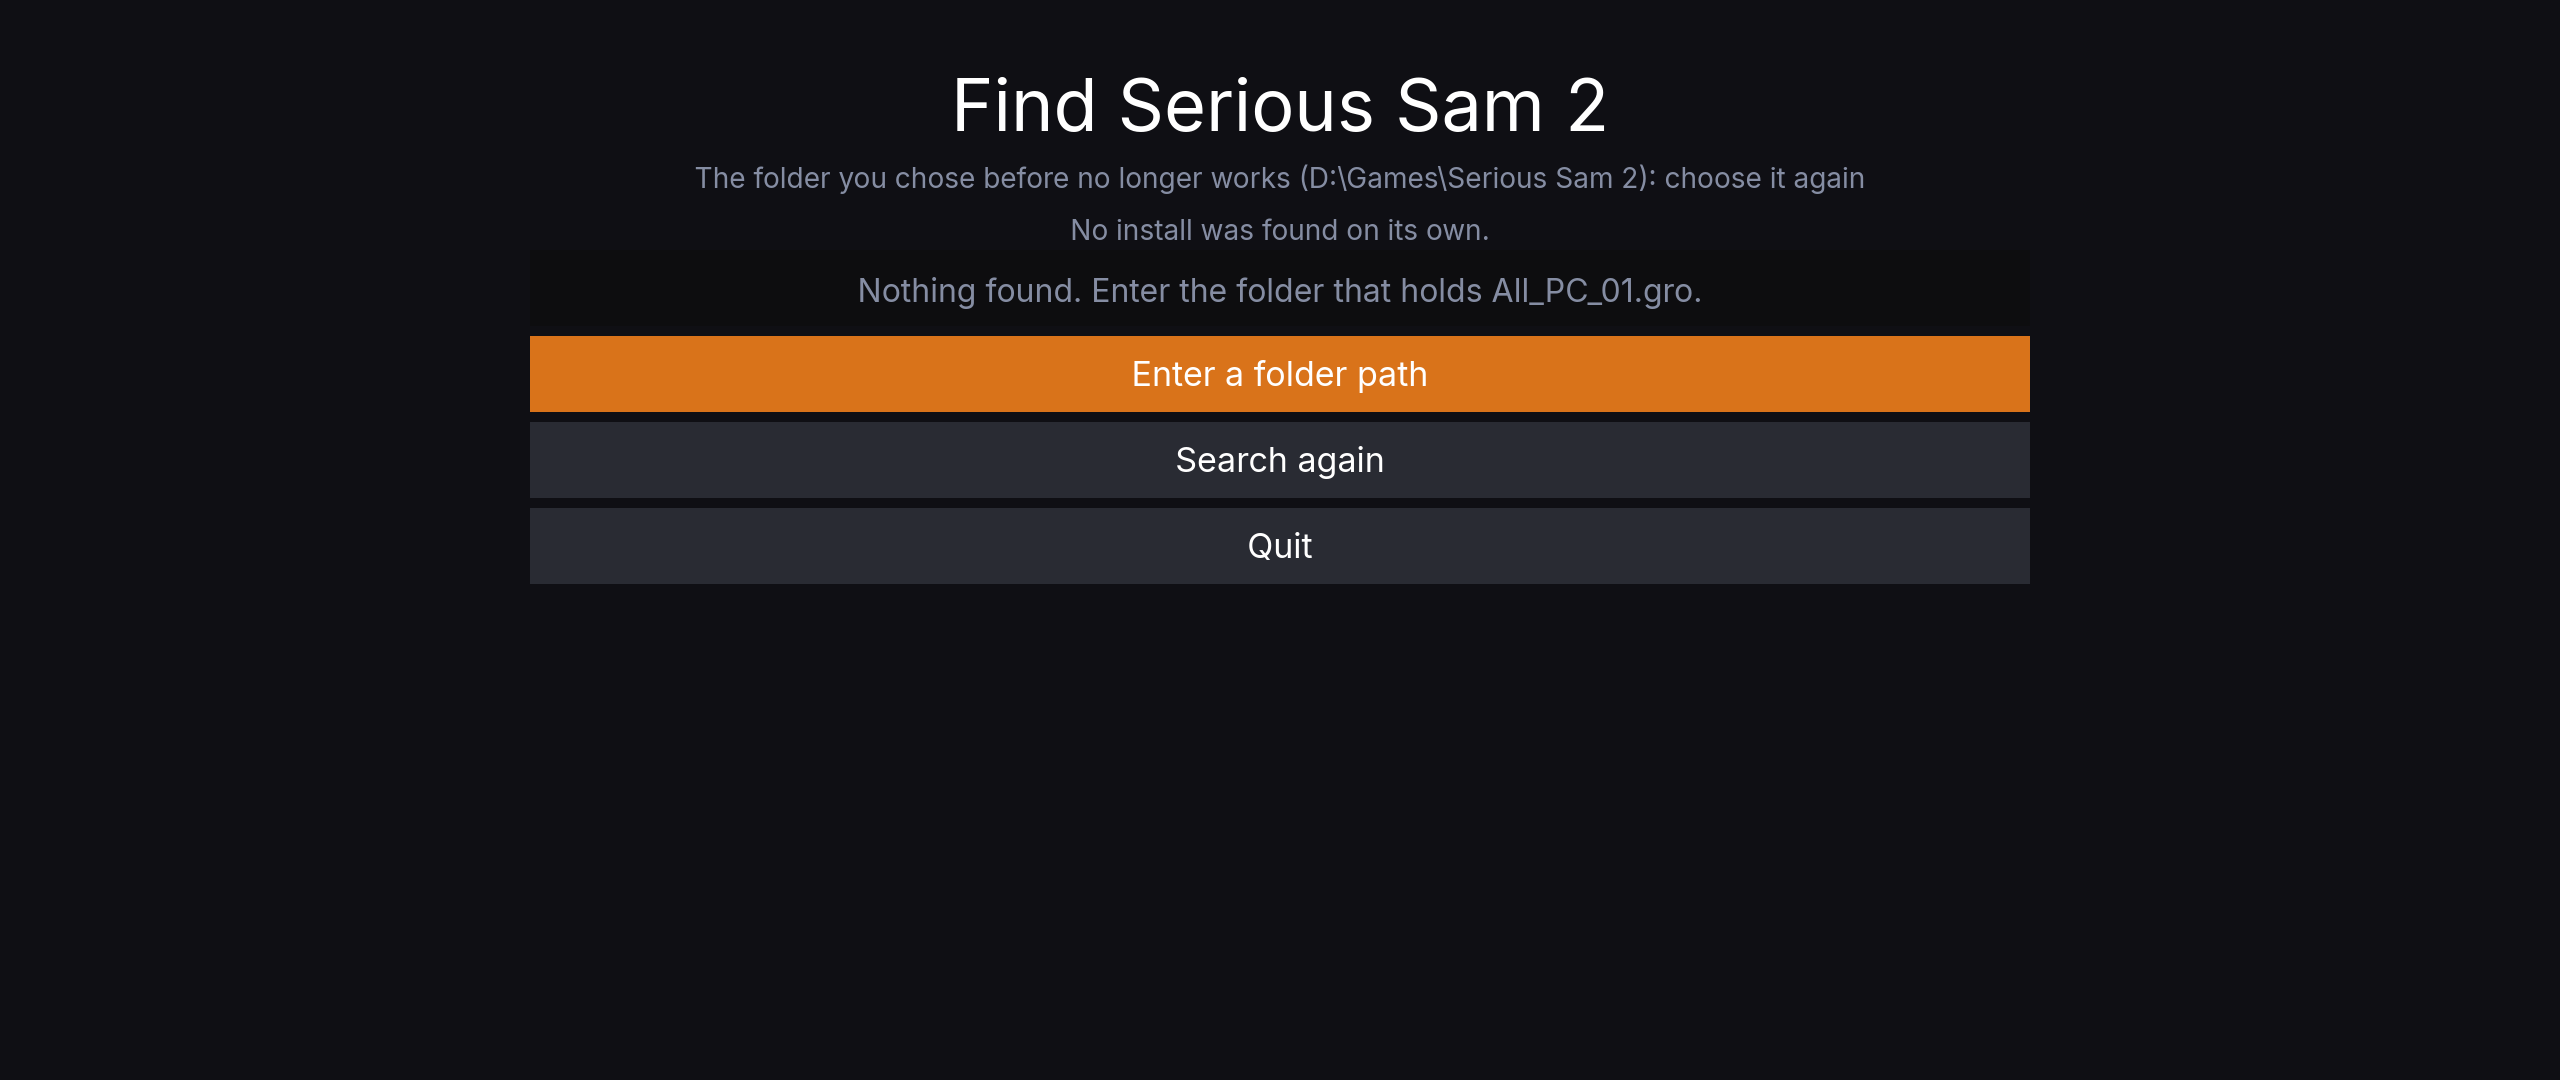 Find Serious Sam 2
The folder you chose before no longer works (D:\Games\Serious Sam 2): choose it again
No install was found on its own.
Nothing found. Enter the folder that holds All_PC_01.gro.
Enter a folder path
Search again
Quit